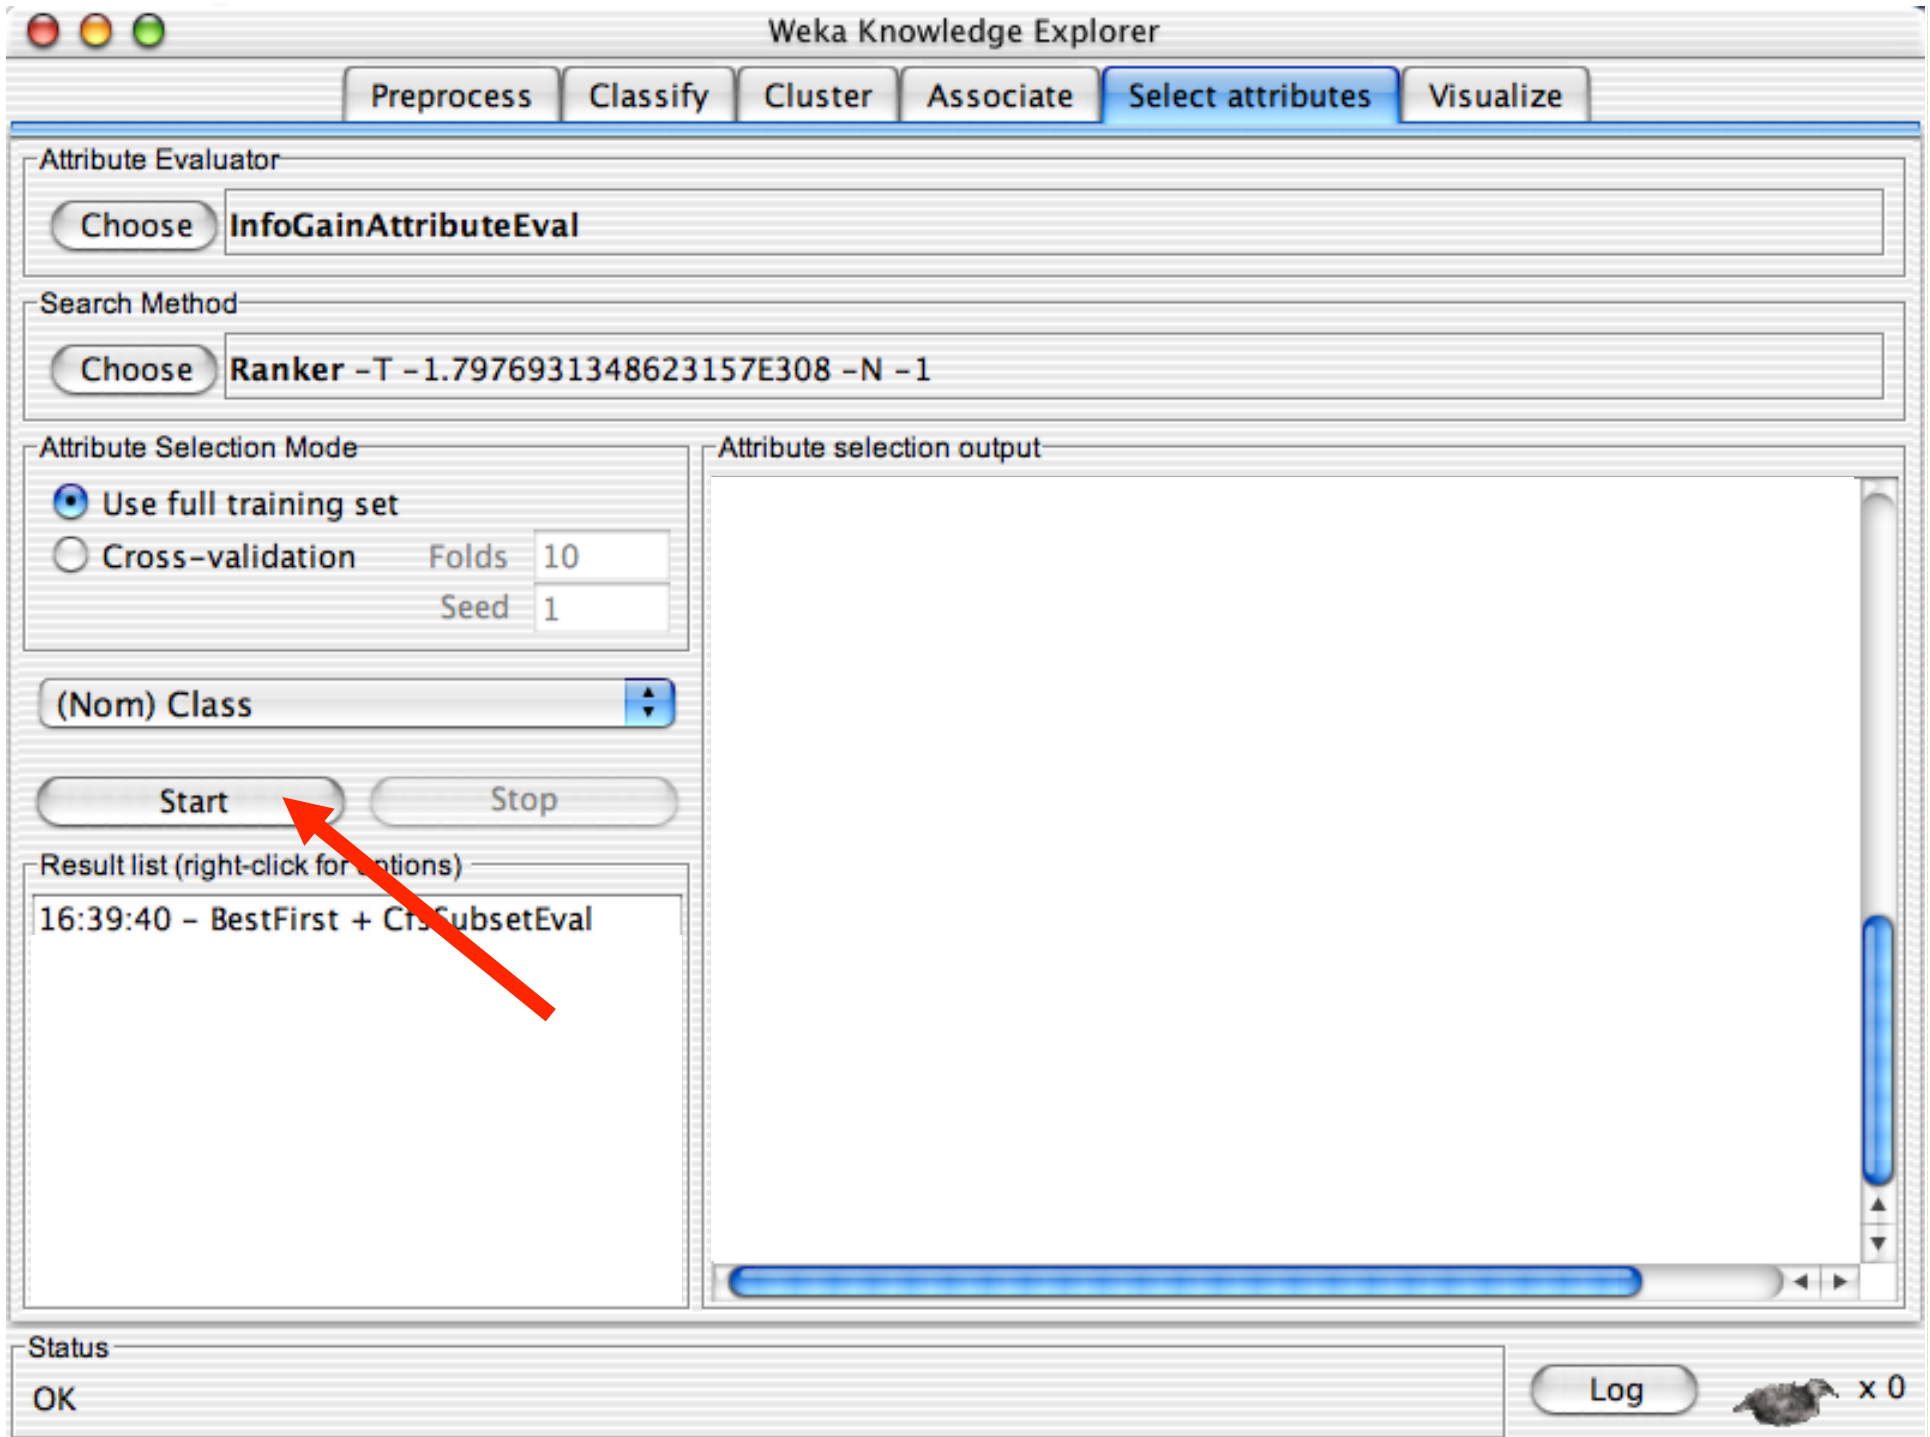 Weka Knowledge Explorer
Preprocess Classify Cluster Associate Select attributes Visualize
Attribute Evaluator
Choose InfoGainAttributeEval
Search Method
Choose Ranker -T -1.7976931348623157E308 -N -1
Attribute Selection Mode
Use full training set
Cross-validation Folds 10
Seed 1
(Nom) Class
Start Stop
Result list (right-click for options)
16:39:40 - BestFirst + CfsSubsetEval
Attribute selection output
Status
OK
Log x 0